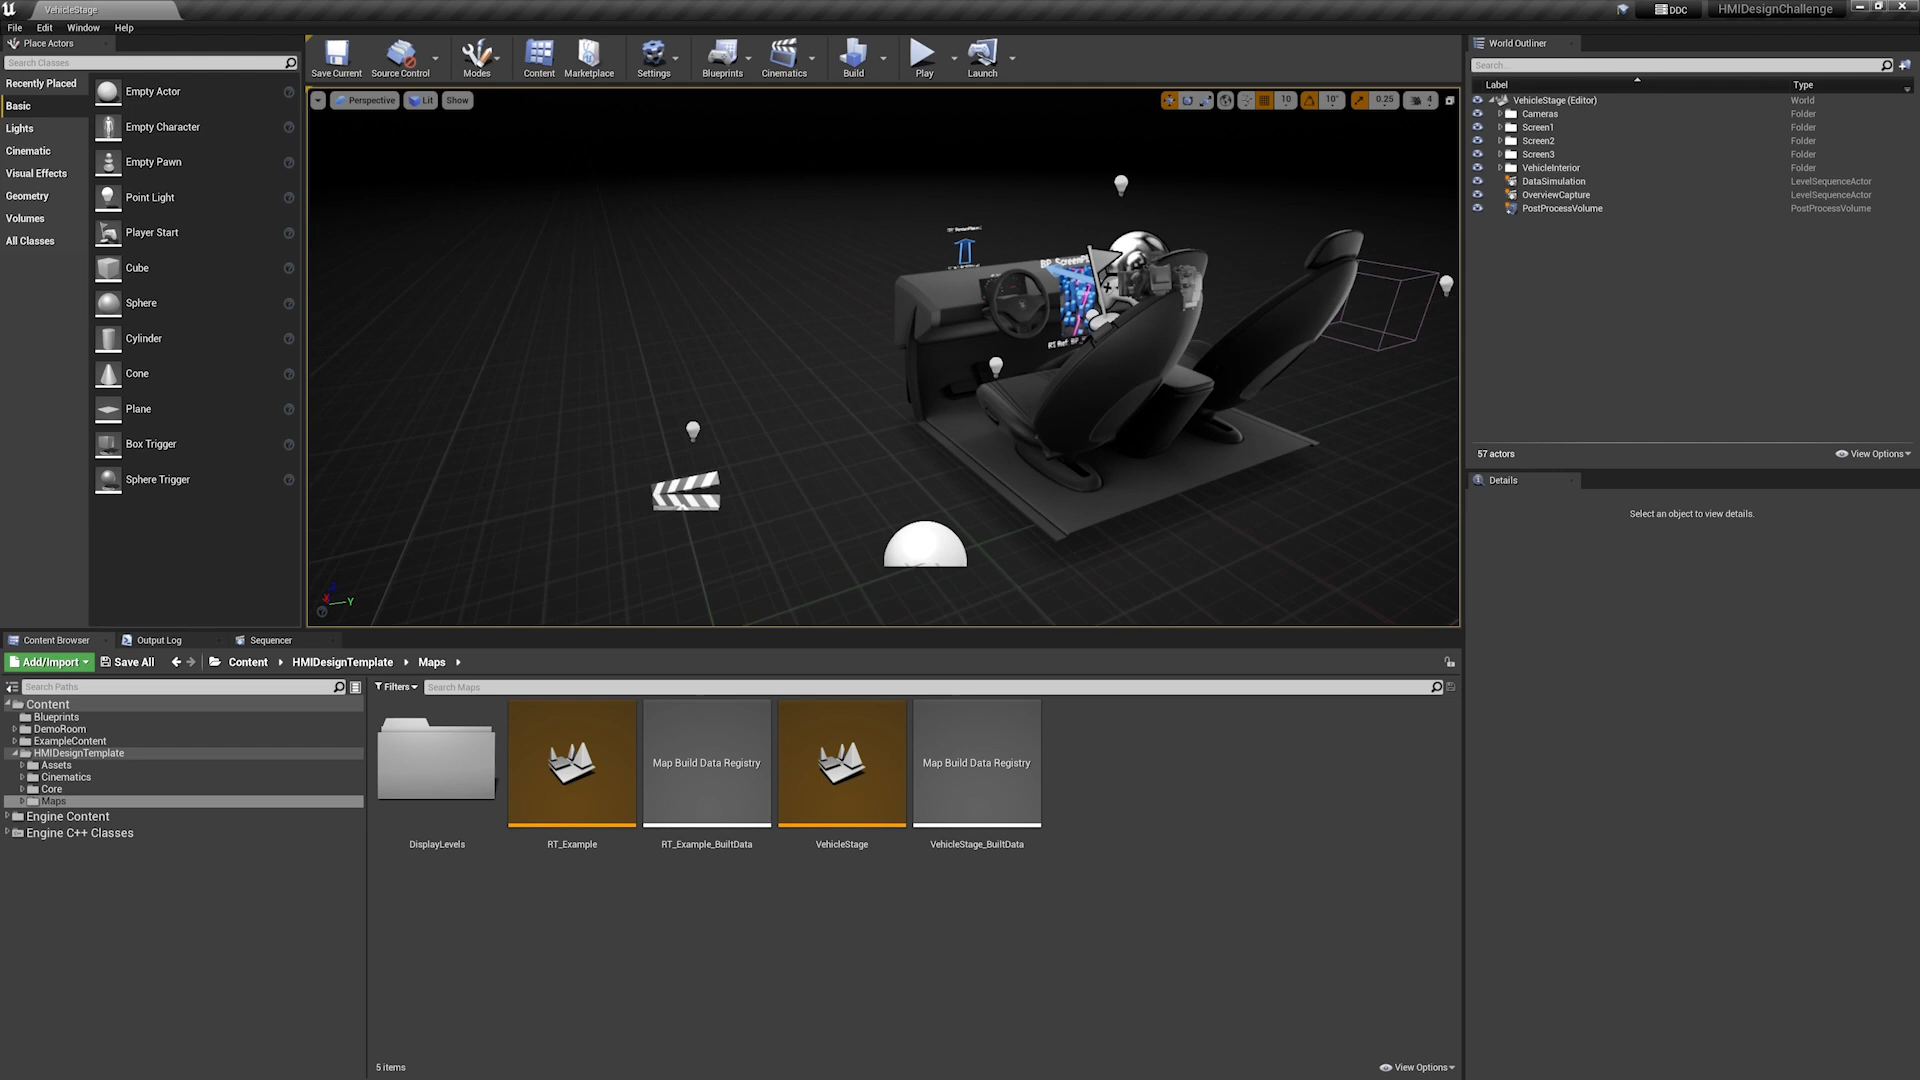 VehicleStage
DDC
HMIDesignChallenge
File Edit Window Help
Place Actors
Search Classes
Recently Placed
Basic
Lights
Cinematic
Visual Effects
Geometry
Volumes
All Classes
Empty Actor
Empty Character
Empty Pawn
Point Light
Player Start
Cube
Sphere
Cylinder
Cone
Plane
Box Trigger
Sphere Trigger
Save Current Source Control Modes Content Marketplace Settings Blueprints Cinematics Build Play Launch
Perspective Lit Show
10 10° 0.25 4
X Y
World Outliner
Search...
Label Type
VehicleStage (Editor) World
Cameras Folder
Screen1 Folder
Screen2 Folder
Screen3 Folder
VehicleInterior Folder
DataSimulation LevelSequenceActor
OverviewCapture LevelSequenceActor
PostProcessVolume PostProcessVolume
57 actors View Options
Details
Select an object to view details.
Content Browser Output Log Sequencer
Add/Import Save All Content HMIDesignTemplate Maps
Search Paths
Content
Blueprints
DemoRoom
ExampleContent
HMIDesignTemplate
Assets
Cinematics
Core
Maps
Engine Content
Engine C++ Classes
Filters Search Maps
Map Build Data Registry
Map Build Data Registry
DisplayLevels
RT_Example
RT_Example_BuiltData
VehicleStage
VehicleStage_BuiltData
5 items View Options